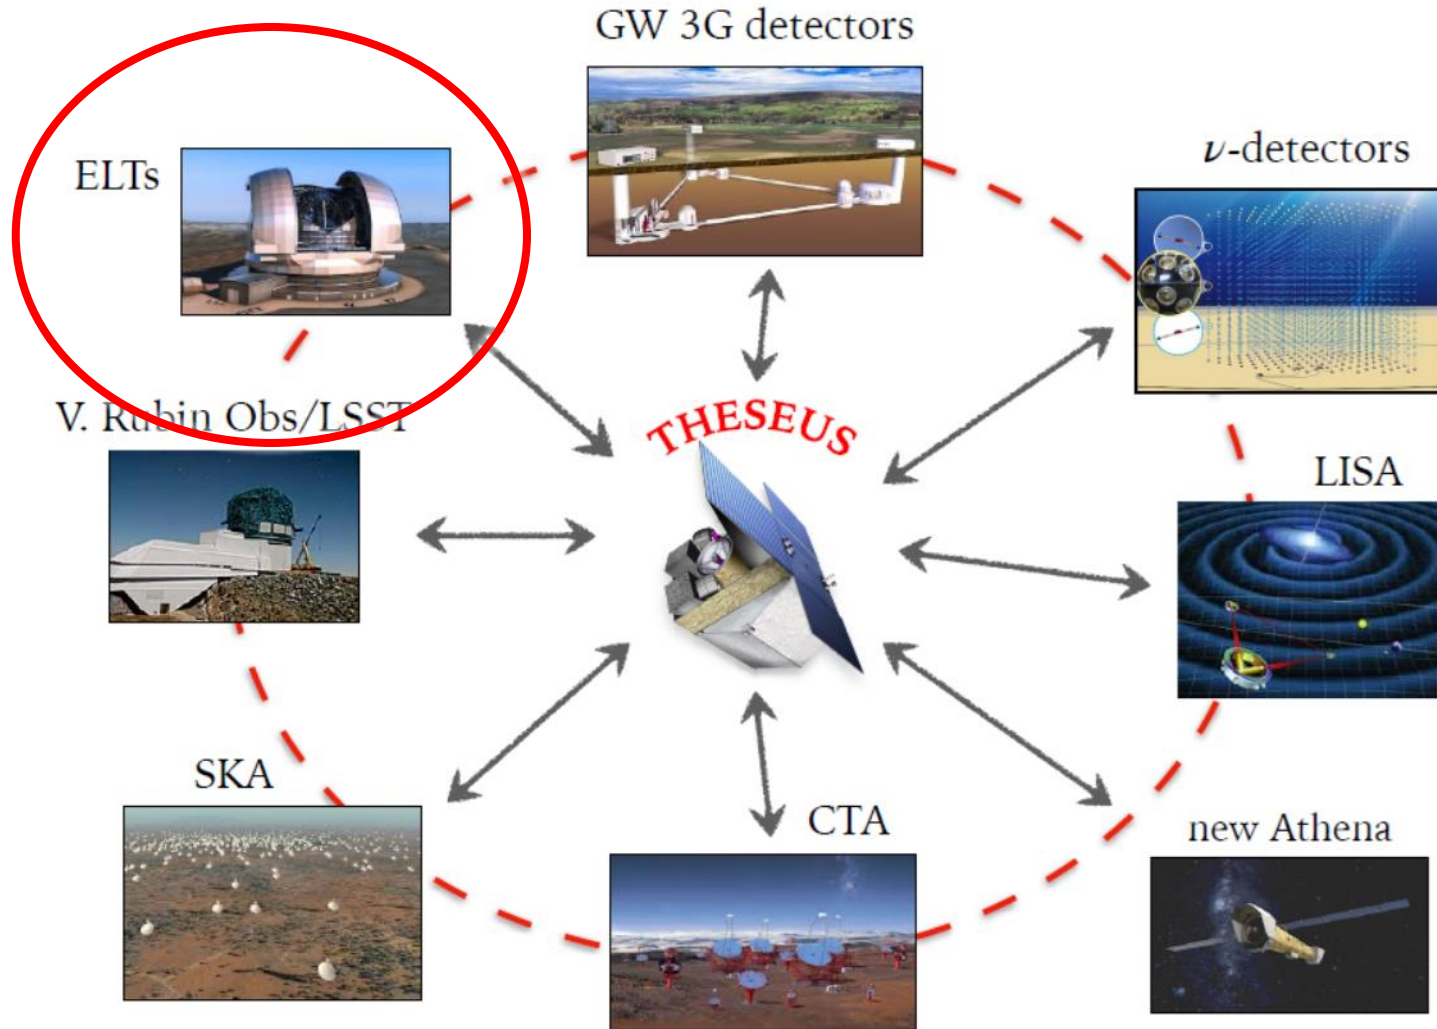 GW 3G detectors
ELTs
ν-detectors
V. Rubin Obs/LSST
THESEUS
LISA
SKA
CTA
new Athena